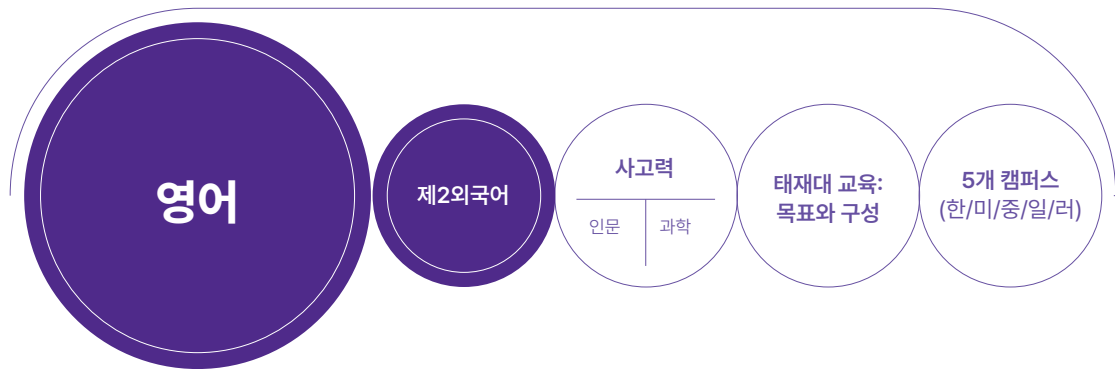 영어
제2외국어
사고력
인문
과학
태재대 교육:
목표와 구성
5개 캠퍼스
(한/미/중/일/러)